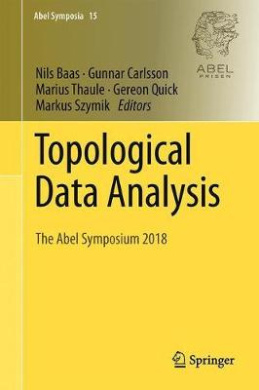 Abel Symposia 15
ABEL
PRISEN
Nils Baas · Gunnar Carlsson
Marius Thaule · Gereon Quick
Markus Szymik Editors
Topological
Data Analysis
The Abel Symposium 2018
Springer